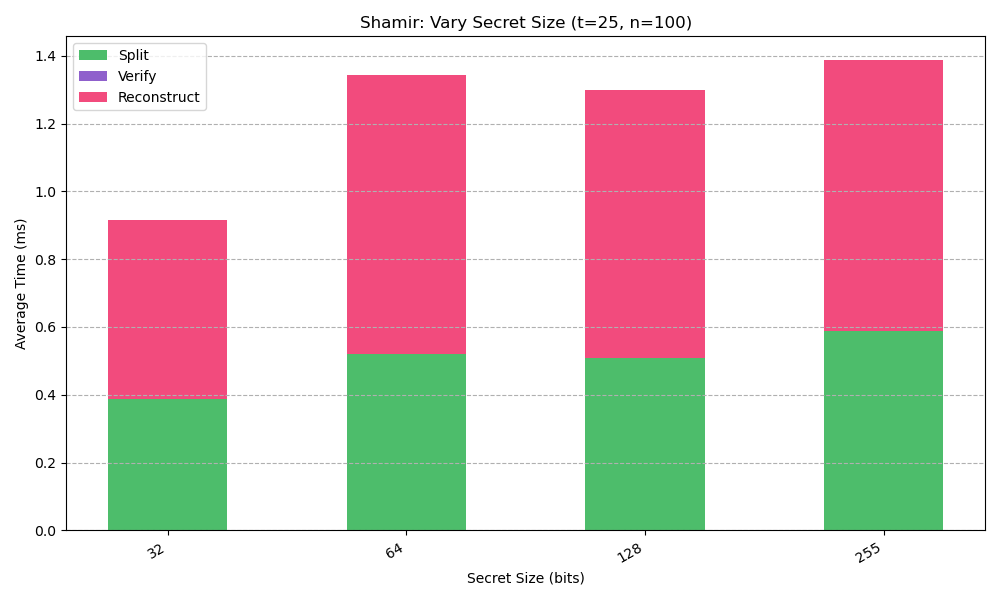 Shamir: Vary Secret Size (t=25, n=100)
Split
Verify
Reconstruct
Average Time (ms)
1.4
1.2
1.0
0.8
0.6
0.4
0.2
0.0
32
64
128
255
Secret Size (bits)